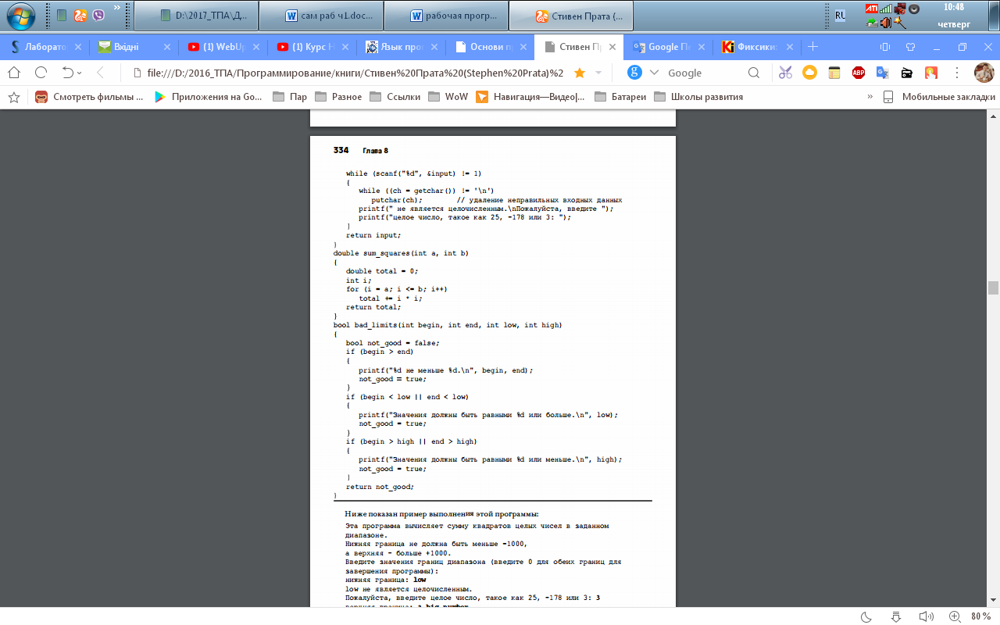 D:\2017_ТПА\Д...
сам раб ч1.doc...
рабочая прогр...
Стивен Прата (...
RU
10:48
четверг
Лаборато
Вхідні
(1) WebUp
(1) Курс H
Язык про
Основи п
Стивен П
Google П
Фиксики:
file:///D:/2016_ТПА/Программирование/книги/Стивен%20Прата%20(Stephen%20Prata)%2
Google
Смотреть фильмы ...
Приложения на Go...
Пар
Разное
Ссылки
WoW
Навигация—Видео|...
Батареи
Школы развития
»
Мобильные закладки
334 Глава 8
while (scanf("%d", &input) != 1)
{
while ((ch = getchar()) != '\n')
putchar(ch); // удаление неправильных входных данных
printf(" не является целочисленным.\nПожалуйста, введите ");
printf("целое число, такое как 25, -178 или 3: ");
}
return input;
}
double sum_squares(int a, int b)
{
double total = 0;
int i;
for (i = a; i <= b; i++)
total += i * i;
return total;
}
bool bad_limits(int begin, int end, int low, int high)
{
bool not_good = false;
if (begin > end)
{
printf("%d не меньше %d.\n", begin, end);
not_good = true;
}
if (begin < low || end < low)
{
printf("Значения должны быть равными %d или больше.\n", low);
not_good = true;
}
if (begin > high || end > high)
{
printf("Значения должны быть равными %d или меньше.\n", high);
not_good = true;
}
return not_good;
}
Ниже показан пример выполнения этой программы:
Эта программа вычисляет сумму квадратов целых чисел в заданном
диапазоне.
Нижняя граница не должна быть меньше -1000,
а верхняя - больше +1000.
Введите значения границ диапазона (введите 0 для обеих границ для
завершения программы):
нижняя граница: low
low не является целочисленным.
Пожалуйста, введите целое число, такое как 25, -178 или 3: 3
верхняя граница: a big number
80 %